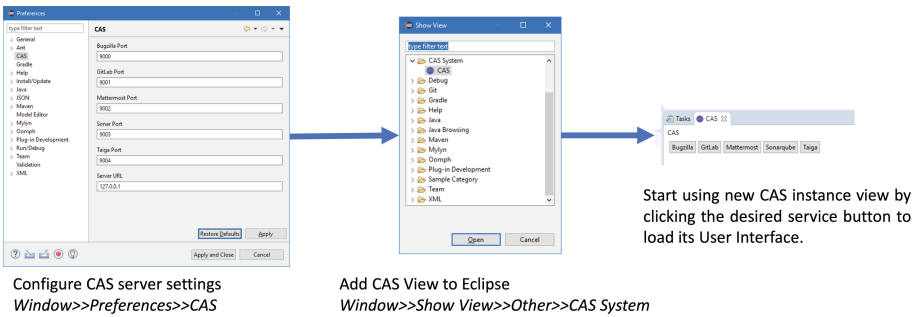 Preferences
type filter text
General
Ant
CAS
Gradle
Help
Install/Update
Java
JSON
Maven
Model Editor
Mylyn
Oomph
Plug-in Development
Run/Debug
Team
Validation
XML
CAS
Bugzilla Port
9000
GitLab Port
9001
Mattermost Port
9002
Sonar Port
9003
Taiga Port
9004
Server URL
127.0.0.1
Restore Defaults Apply
Apply and Close Cancel
Configure CAS server settings
Window>>Preferences>>CAS
Show View
type filter text
CAS System
CAS
Debug
Git
Gradle
Help
Java
Java Browsing
Maven
Mylyn
Oomph
Plug-in Development
Sample Category
Team
XML
Open Cancel
Add CAS View to Eclipse
Window>>Show View>>Other>>CAS System
Tasks CAS
CAS
Bugzilla GitLab Mattermost Sonarqube Taiga
Start using new CAS instance view by
clicking the desired service button to
load its User Interface.